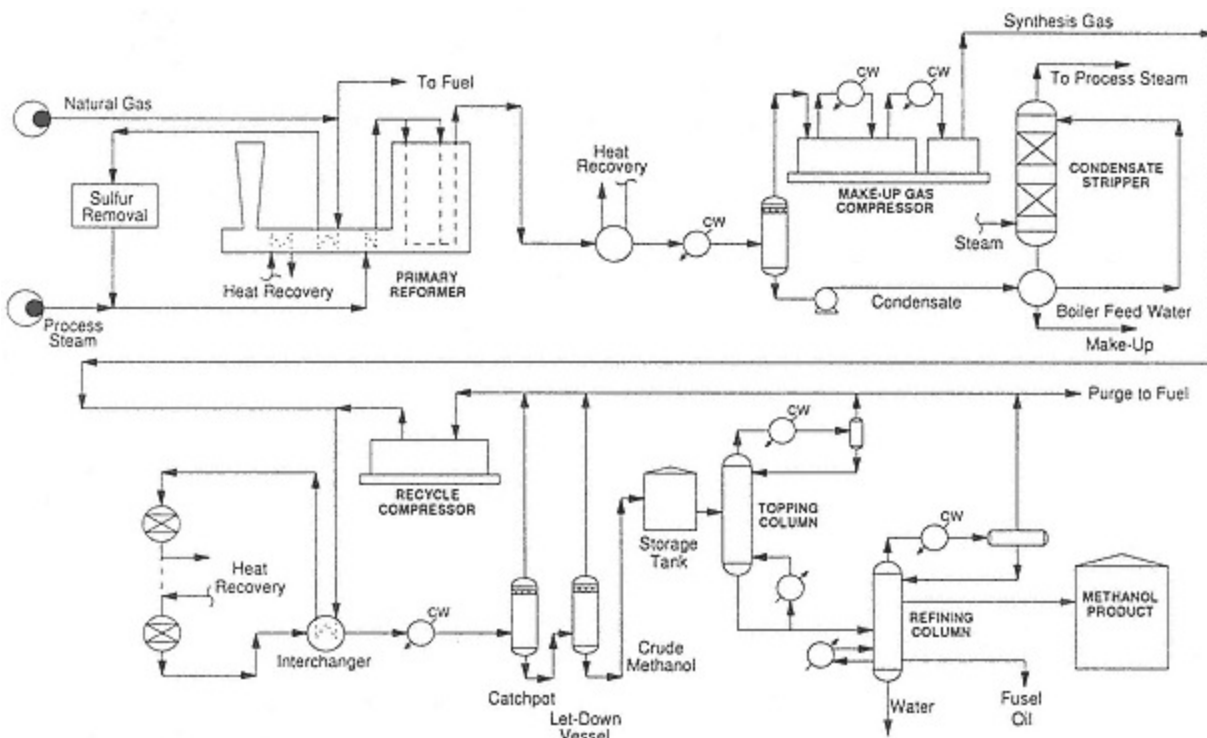 Synthesis Gas
To Fuel
CW
CW
To Process Steam
Natural Gas
Heat
Recovery
CONDENSATE
STRIPPER
Sulfur
Removal
MAKE-UP GAS
COMPRESSOR
CW
Steam
PRIMARY
REFORMER
Heat Recovery
Condensate
Boiler Feed Water
Process
Steam
Make-Up
Purge to Fuel
CW
RECYCLE
COMPRESSOR
TOPPING
COLUMN
Storage
Tank
CW
Heat
Recovery
CW
METHANOL
PRODUCT
REFINING
COLUMN
Interchanger
Crude
Methanol
Catchpot
Water
Fusel
Oil
Let-Down
Vessel